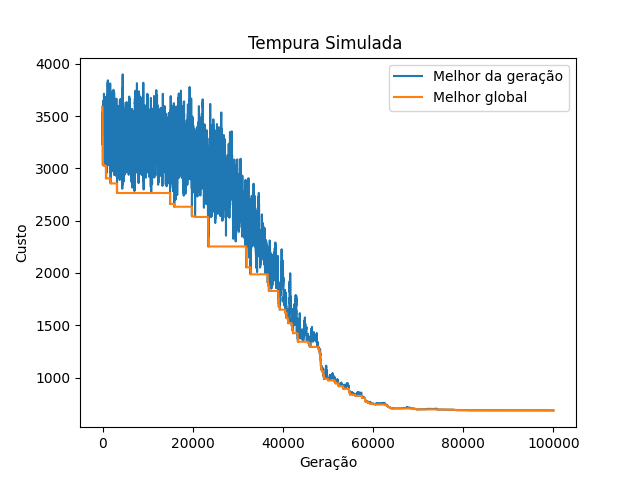 Tempura Simulada
Melhor da geração
Melhor global
Custo
4000
3500
3000
2500
2000
1500
1000
0
20000
40000
60000
80000
100000
Geração